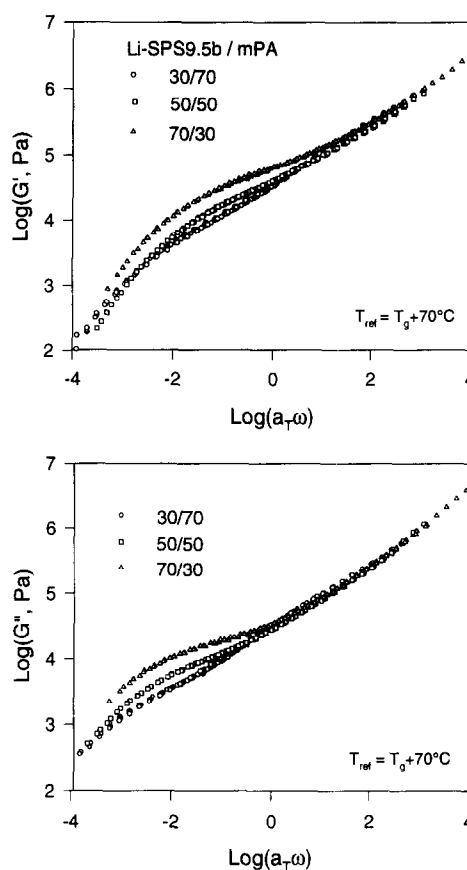 7
Li-SPS9.5b / mPA
30/70
6
50/50
70/30
5
Log(G', Pa)
4
3
T_ref = T_g+70°C
2
-4 -2 0 2 4
Log(a_Tω)
7
30/70
6
50/50
70/30
5
Log(G'', Pa)
4
3
T_ref = T_g+70°C
2
-4 -2 0 2 4
Log(a_Tω)